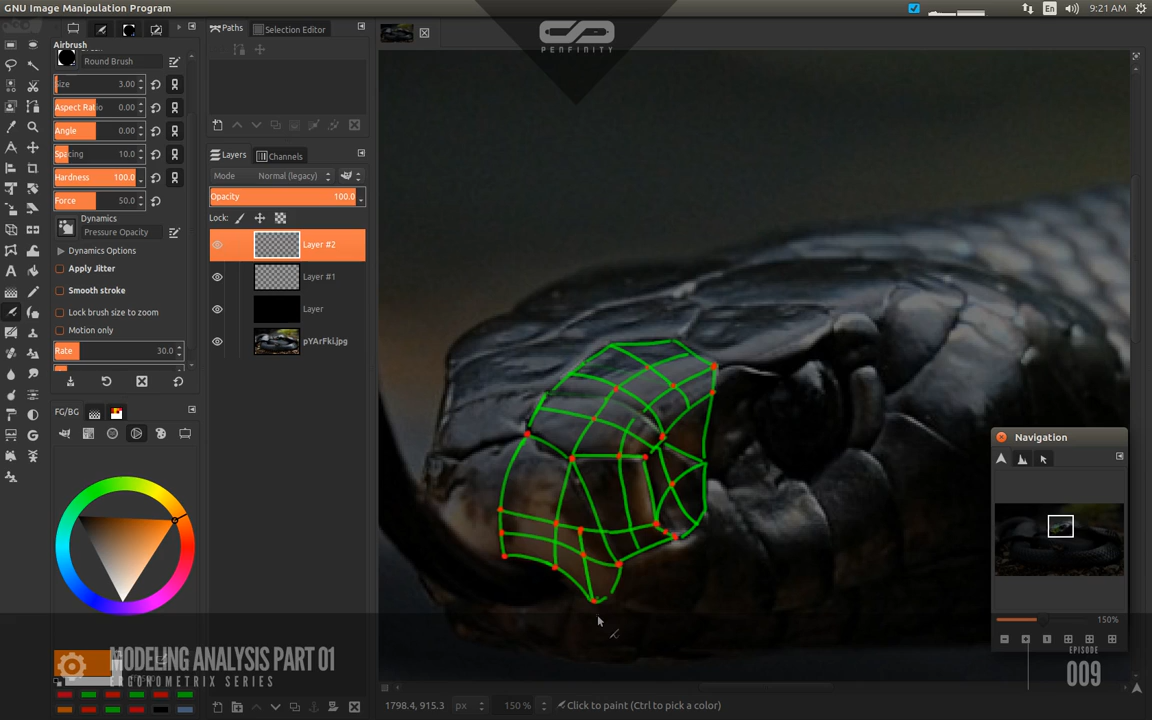 GNU Image Manipulation Program
En
9:21 AM
PENFINITY
Airbrush
Round Brush
Size 3.00
Aspect Ratio 0.00
Angle 0.00
Spacing 10.0
Hardness 100.0
Force 50.0
Dynamics
Pressure Opacity
Dynamics Options
Apply Jitter
Smooth stroke
Lock brush size to zoom
Motion only
Rate 30.0
FG/BG
Paths
Selection Editor
Layers
Channels
Mode Normal (legacy)
Opacity 100.0
Lock:
Layer #2
Layer #1
Layer
pYArFki.jpg
Navigation
150%
MODELING ANALYSIS PART 01
ERGONOMETRIX SERIES
EPISODE
009
1798.4, 915.3 px 150 % Click to paint (Ctrl to pick a color)